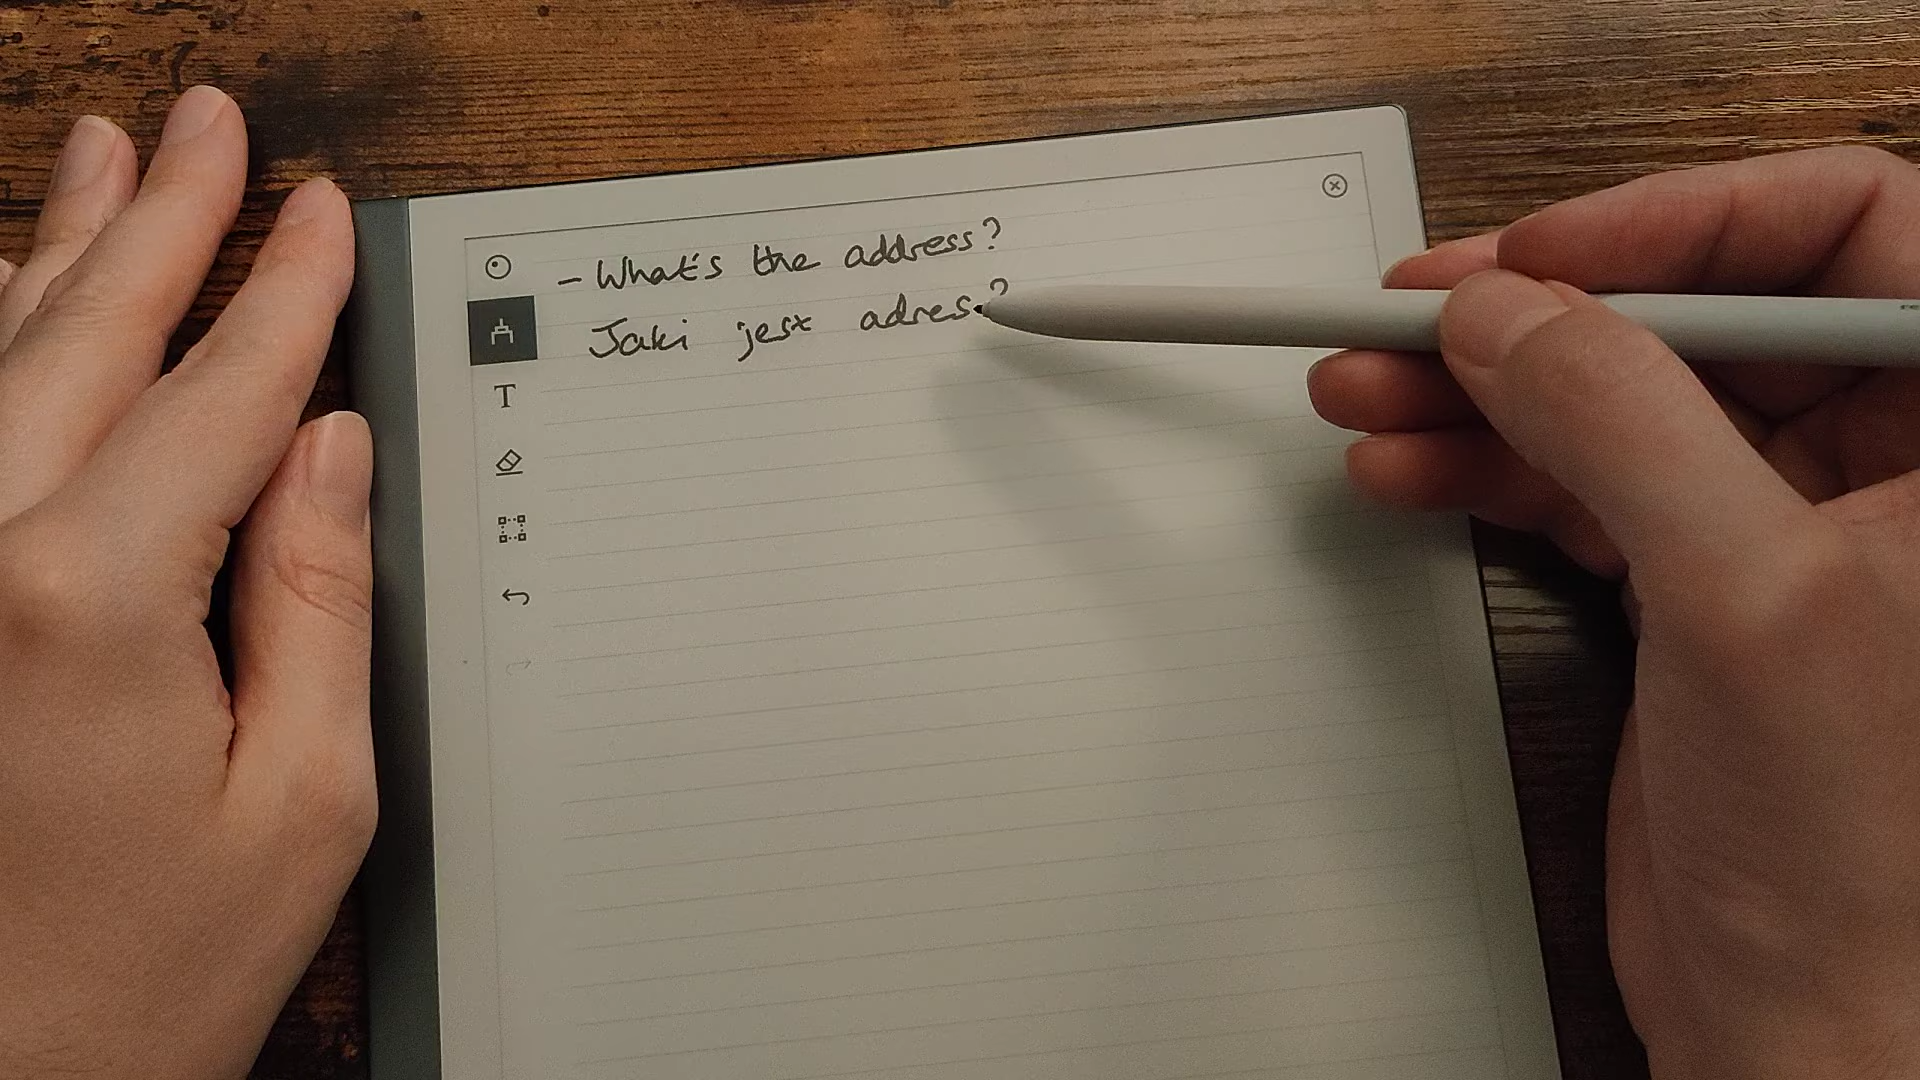 - What's the address?
Jaki jest adres?
T